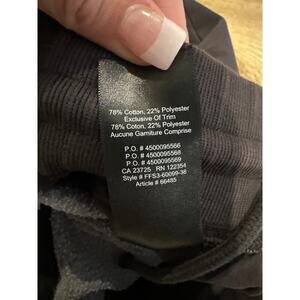 78% Cotton, 22% Polyester
Exclusive Of Trim
78% Coton, 22% Polyester
Aucune Garniture Comprise
P.O. # 4500095566
P.O. # 4500095568
P.O. # 4500095569
CA 23725 RN 122354
Style # FFS3-60099-38
Article # 66485